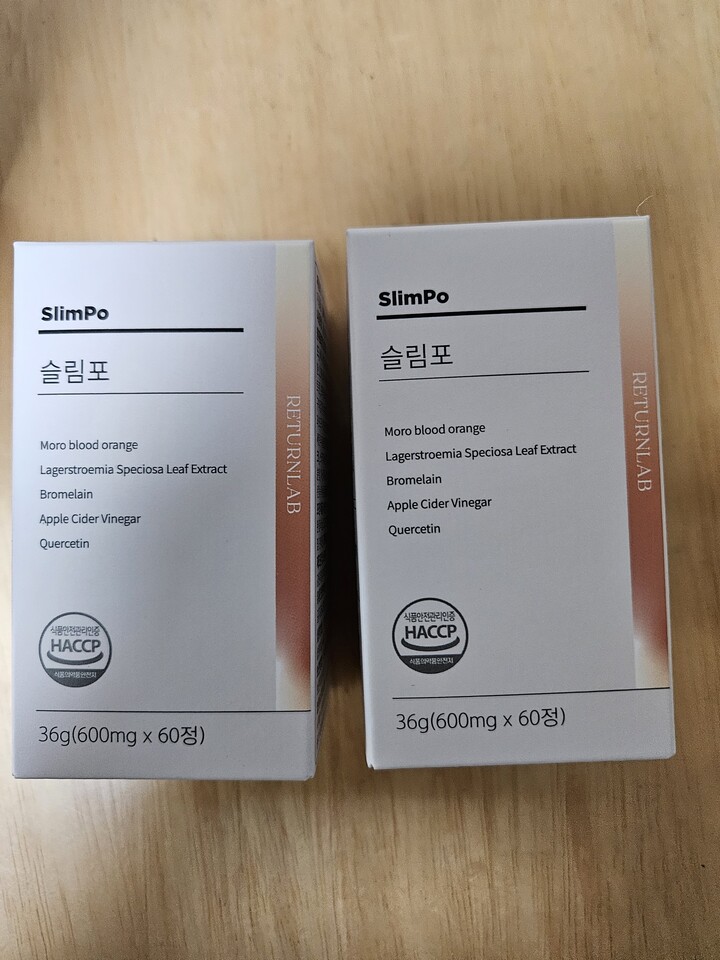 SlimPo
슬림포
Moro blood orange
Lagerstroemia Speciosa Leaf Extract
Bromelain
Apple Cider Vinegar
Quercetin
식품안전관리인증
HACCP
식품의약품안전처
36g(600mg x 60정)
RETURNLAB
SlimPo
슬림포
Moro blood orange
Lagerstroemia Speciosa Leaf Extract
Bromelain
Apple Cider Vinegar
Quercetin
식품안전관리인증
HACCP
식품의약품안전처
36g(600mg x 60정)
RETURNLAB